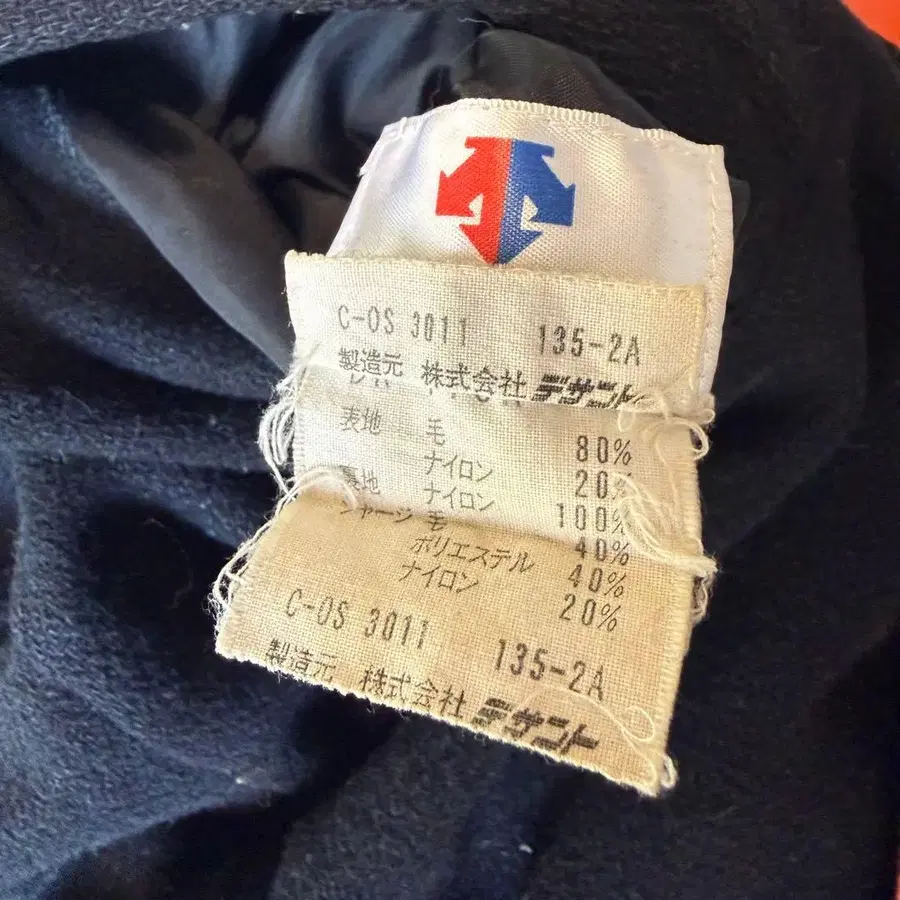 C-OS 3011 135-2A
製造元 株式会社デサント
表地 毛 80%
ナイロン 20%
裏地 ナイロン 100%
ジャージ 毛 40%
ポリエステル 40%
ナイロン 20%
C-OS 3011 135-2A
製造元 株式会社デサント